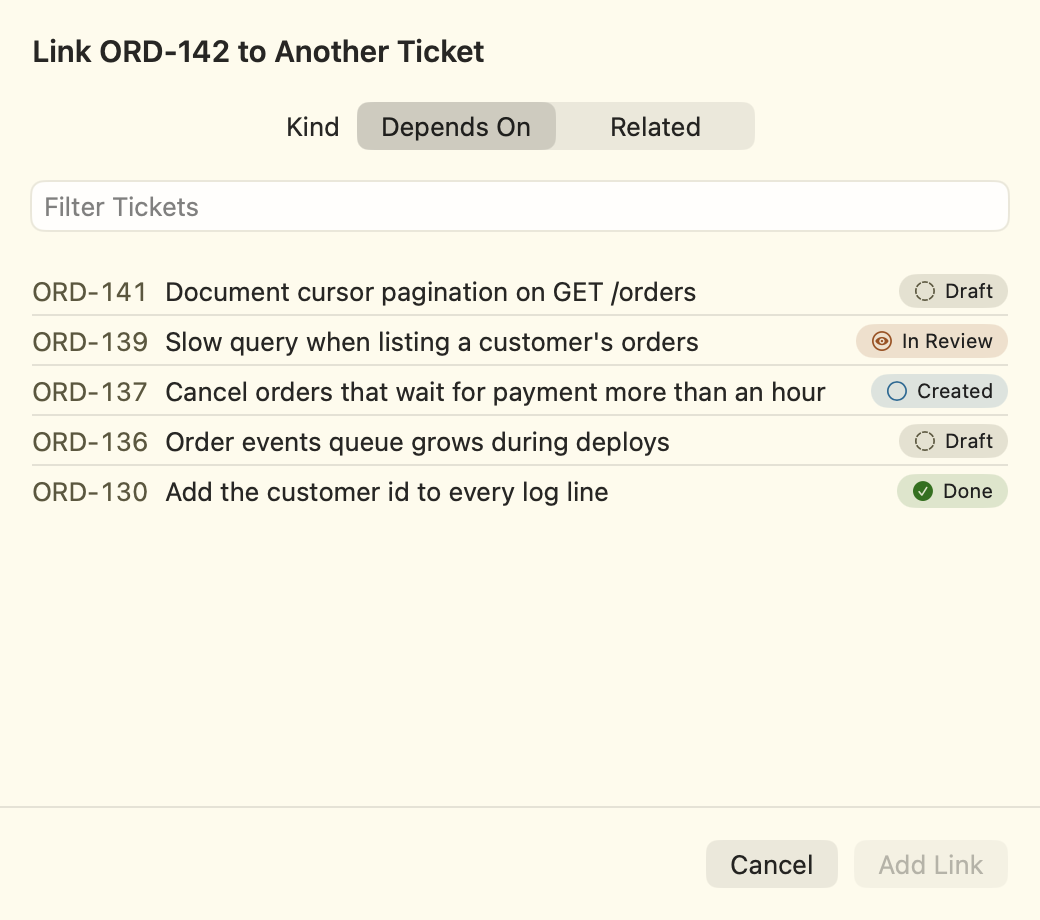 Link ORD-142 to Another Ticket
Kind Depends On Related
Filter Tickets
ORD-141 Document cursor pagination on GET /orders Draft
ORD-139 Slow query when listing a customer's orders In Review
ORD-137 Cancel orders that wait for payment more than an hour Created
ORD-136 Order events queue grows during deploys Draft
ORD-130 Add the customer id to every log line Done
Cancel Add Link